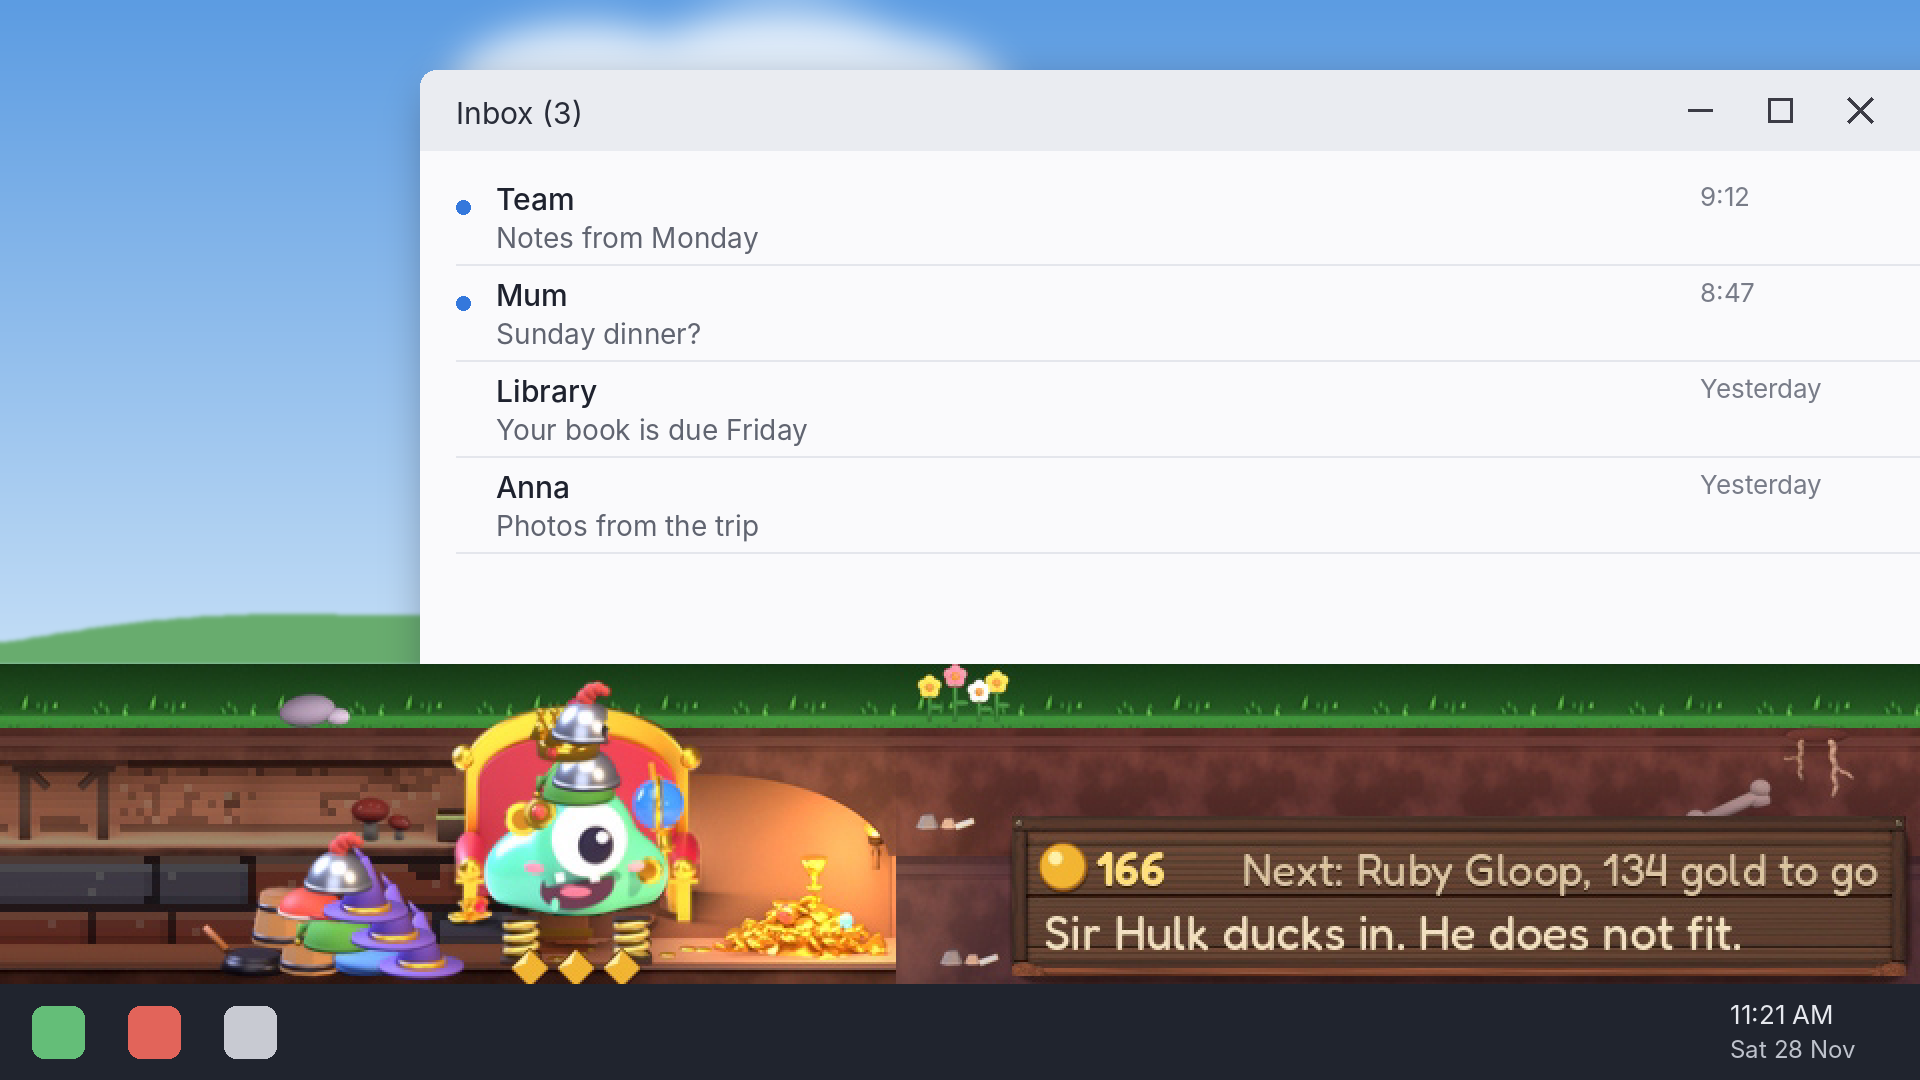 Inbox (3)
Team
9:12
Notes from Monday
Mum
8:47
Sunday dinner?
Library
Yesterday
Your book is due Friday
Anna
Yesterday
Photos from the trip
166
Next: Ruby Gloop, 134 gold to go
Sir Hulk ducks in. He does not fit.
11:21 AM
Sat 28 Nov